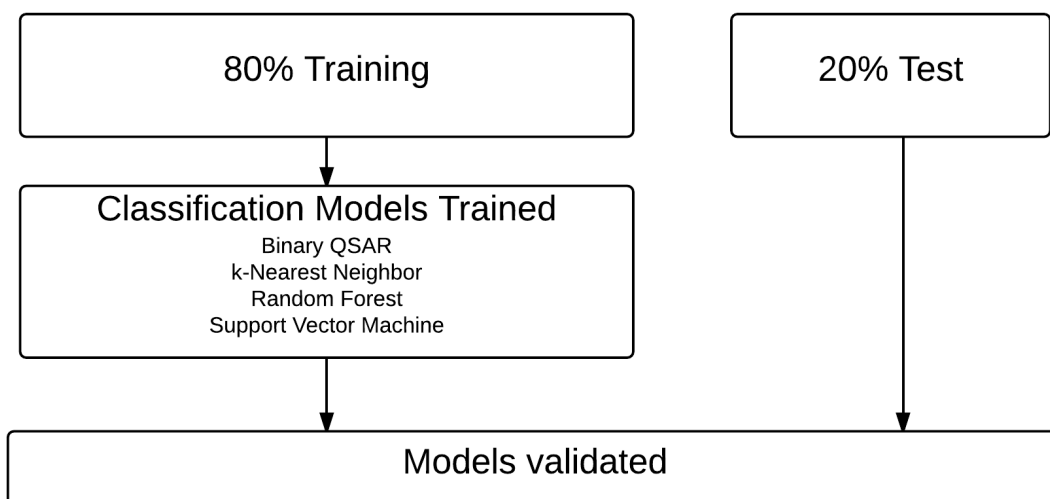 80% Training
20% Test
Classification Models Trained
Binary QSAR
k-Nearest Neighbor
Random Forest
Support Vector Machine
Models validated